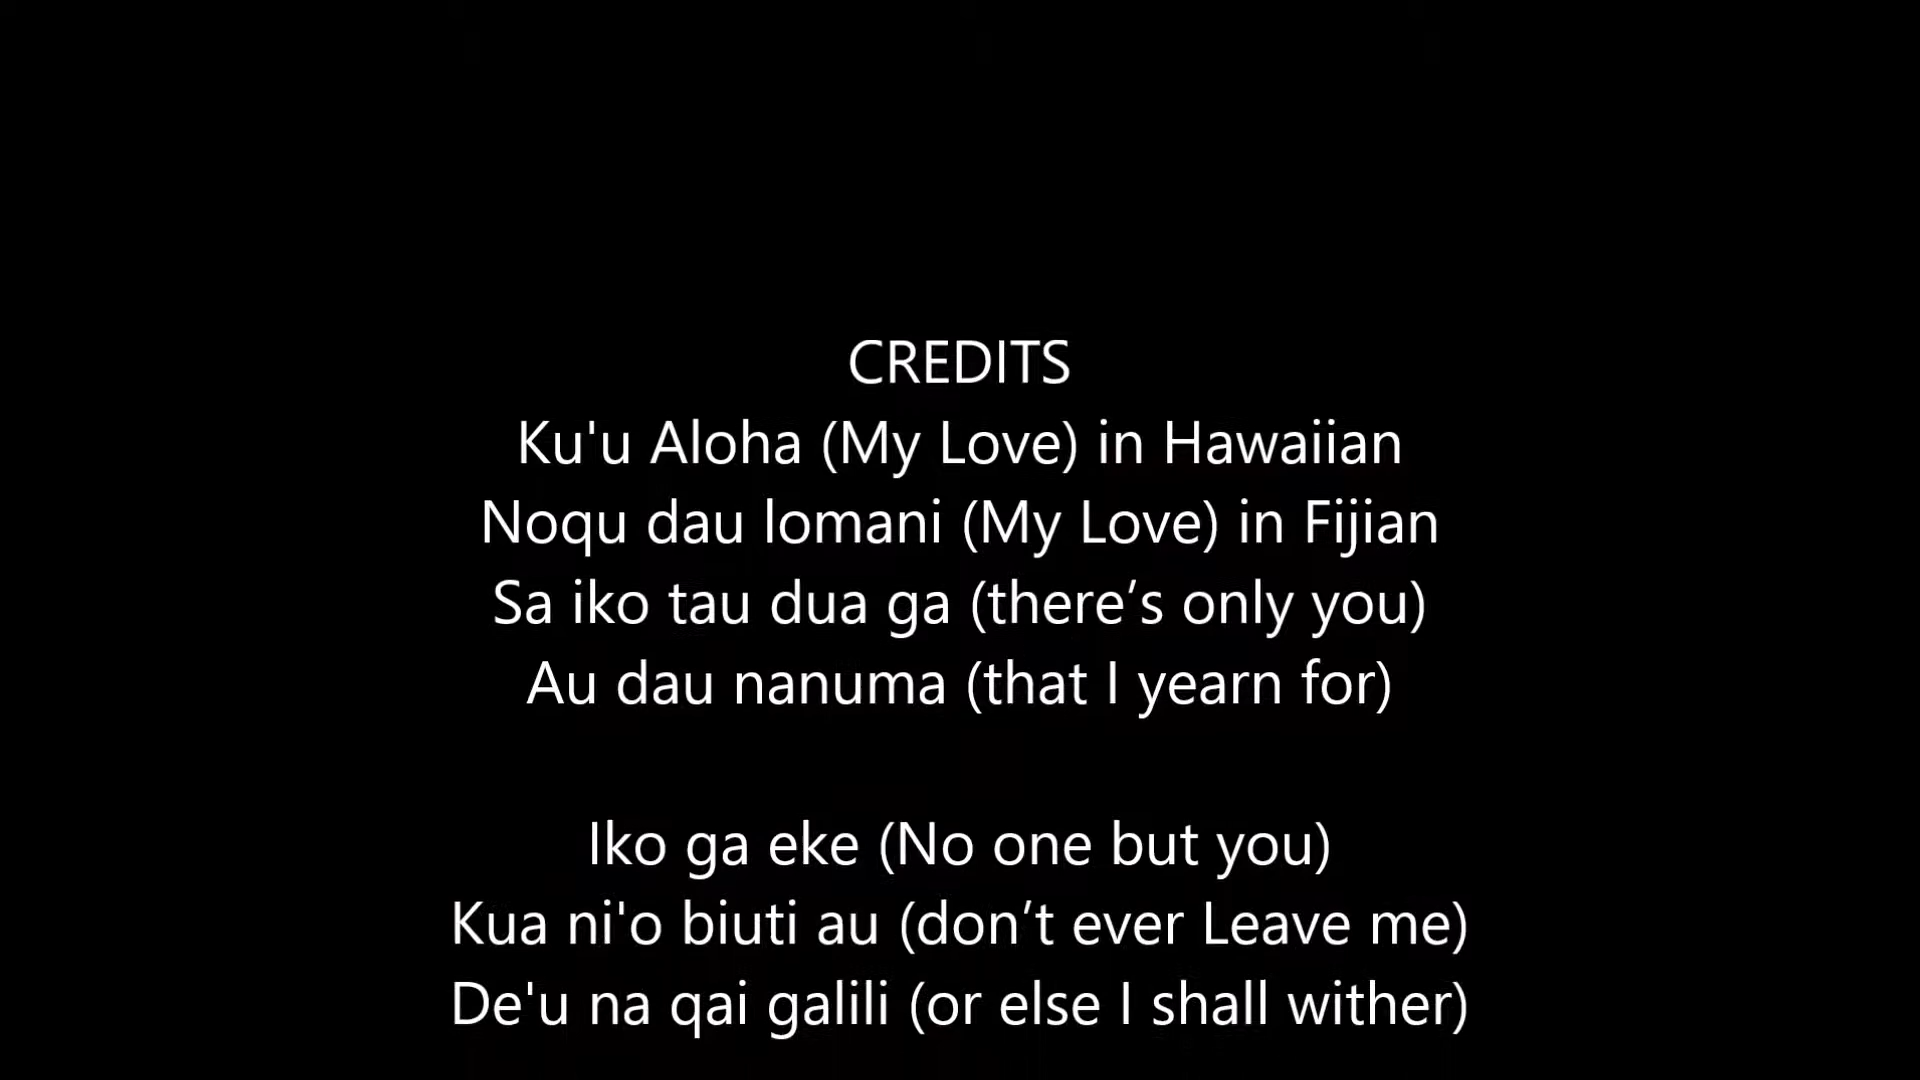 CREDITS
Ku'u Aloha (My Love) in Hawaiian
Noqu dau lomani (My Love) in Fijian
Sa iko tau dua ga (there’s only you)
Au dau nanuma (that I yearn for)
Iko ga eke (No one but you)
Kua ni'o biuti au (don’t ever Leave me)
De'u na qai galili (or else I shall wither)